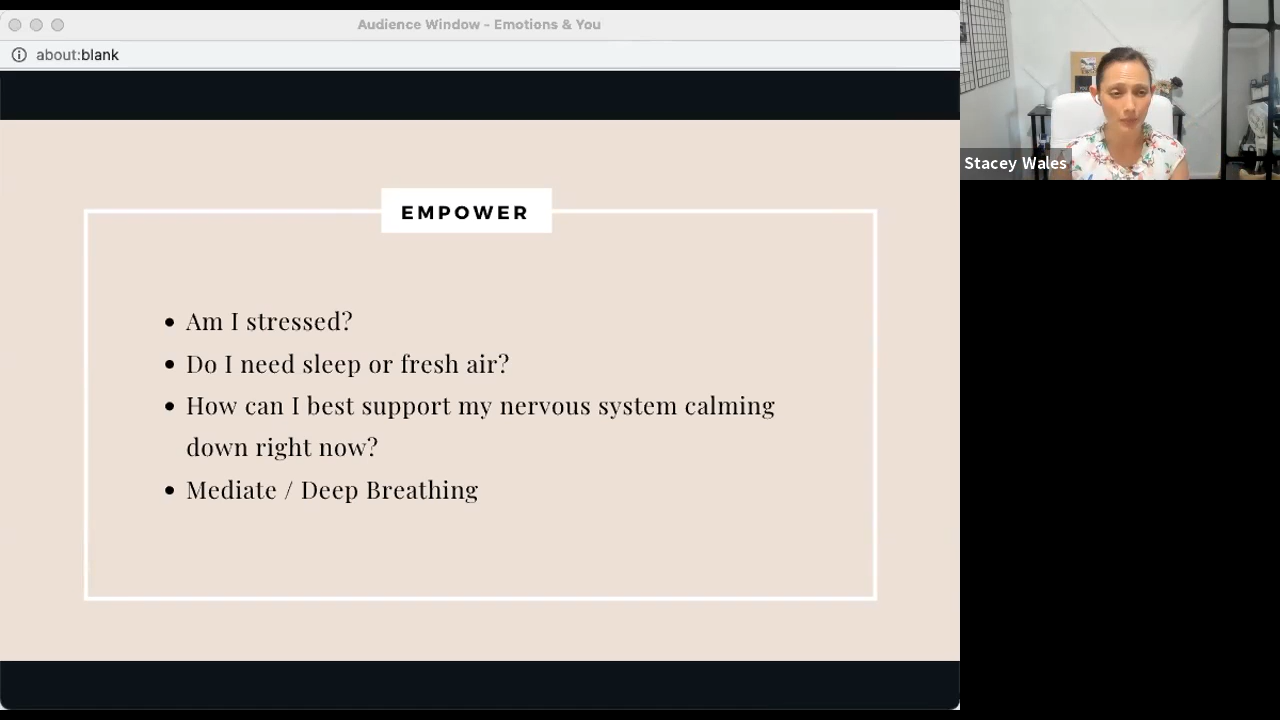 Audience Window - Emotions & You
about:blank
EMPOWER
• Am I stressed?
• Do I need sleep or fresh air?
• How can I best support my nervous system calming
down right now?
• Mediate / Deep Breathing
Stacey Wales